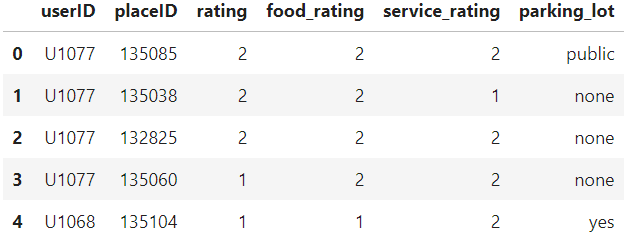 userID placeID rating food_rating service_rating parking_lot
0 U1077 135085 2 2 2 public
1 U1077 135038 2 2 1 none
2 U1077 132825 2 2 2 none
3 U1077 135060 1 2 2 none
4 U1068 135104 1 1 2 yes